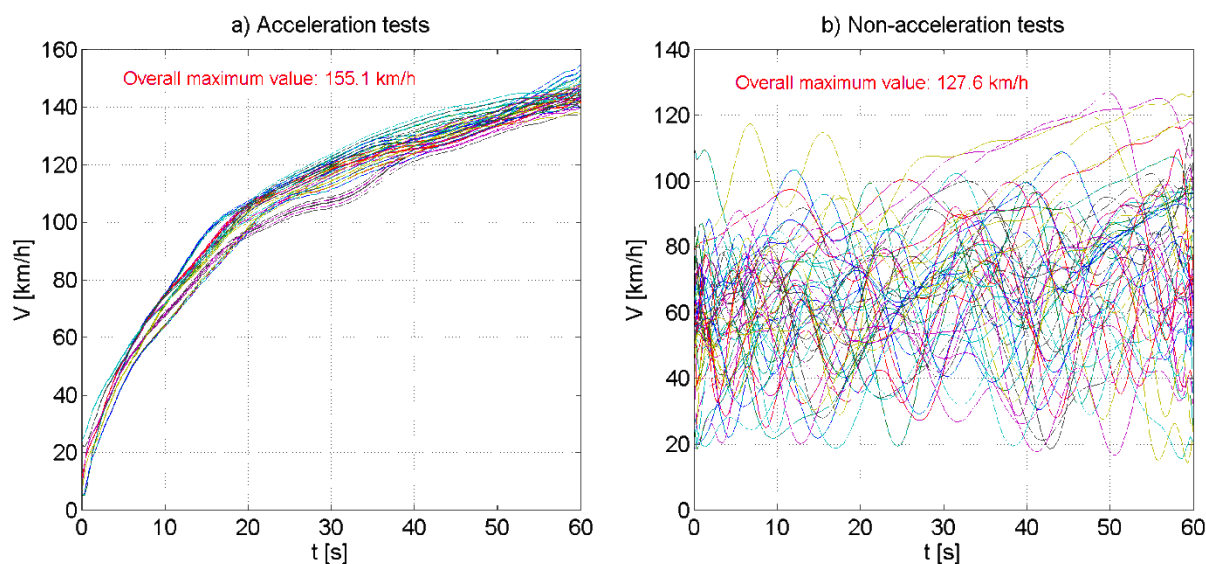 a) Acceleration tests
160
140
120
100
80
60
40
20
0
V [km/h]
Overall maximum value: 155.1 km/h
0 10 20 30 40 50 60
t [s]
b) Non-acceleration tests
140
120
100
80
60
40
20
0
V [km/h]
Overall maximum value: 127.6 km/h
0 10 20 30 40 50 60
t [s]